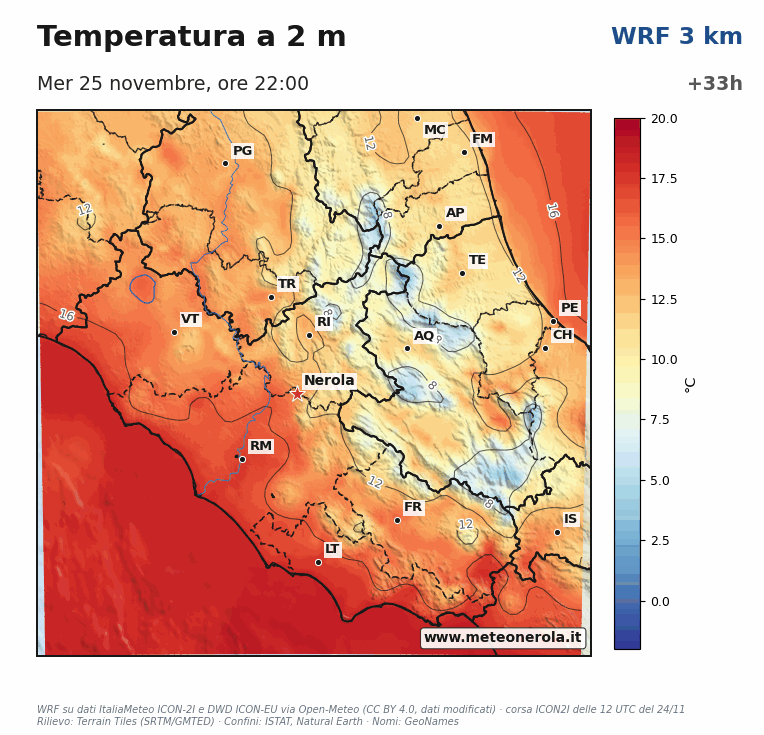 Temperatura a 2 m
WRF 3 km
Mer 25 novembre, ore 22:00
+33h
MC
FM
PG
12
12
16
8
AP
TE
12
TR
PE
16
VT
8
RI
AQ
8
CH
Nerola
8
RM
12
FR
8
12
IS
LT
www.meteonerola.it
20.0
17.5
15.0
12.5
10.0
7.5
5.0
2.5
0.0
°C
WRF su dati ItaliaMeteo ICON-2I e DWD ICON-EU via Open-Meteo (CC BY 4.0, dati modificati) · corsa ICON2I delle 12 UTC del 24/11
Rilievo: Terrain Tiles (SRTM/GMTED) · Confini: ISTAT, Natural Earth · Nomi: GeoNames